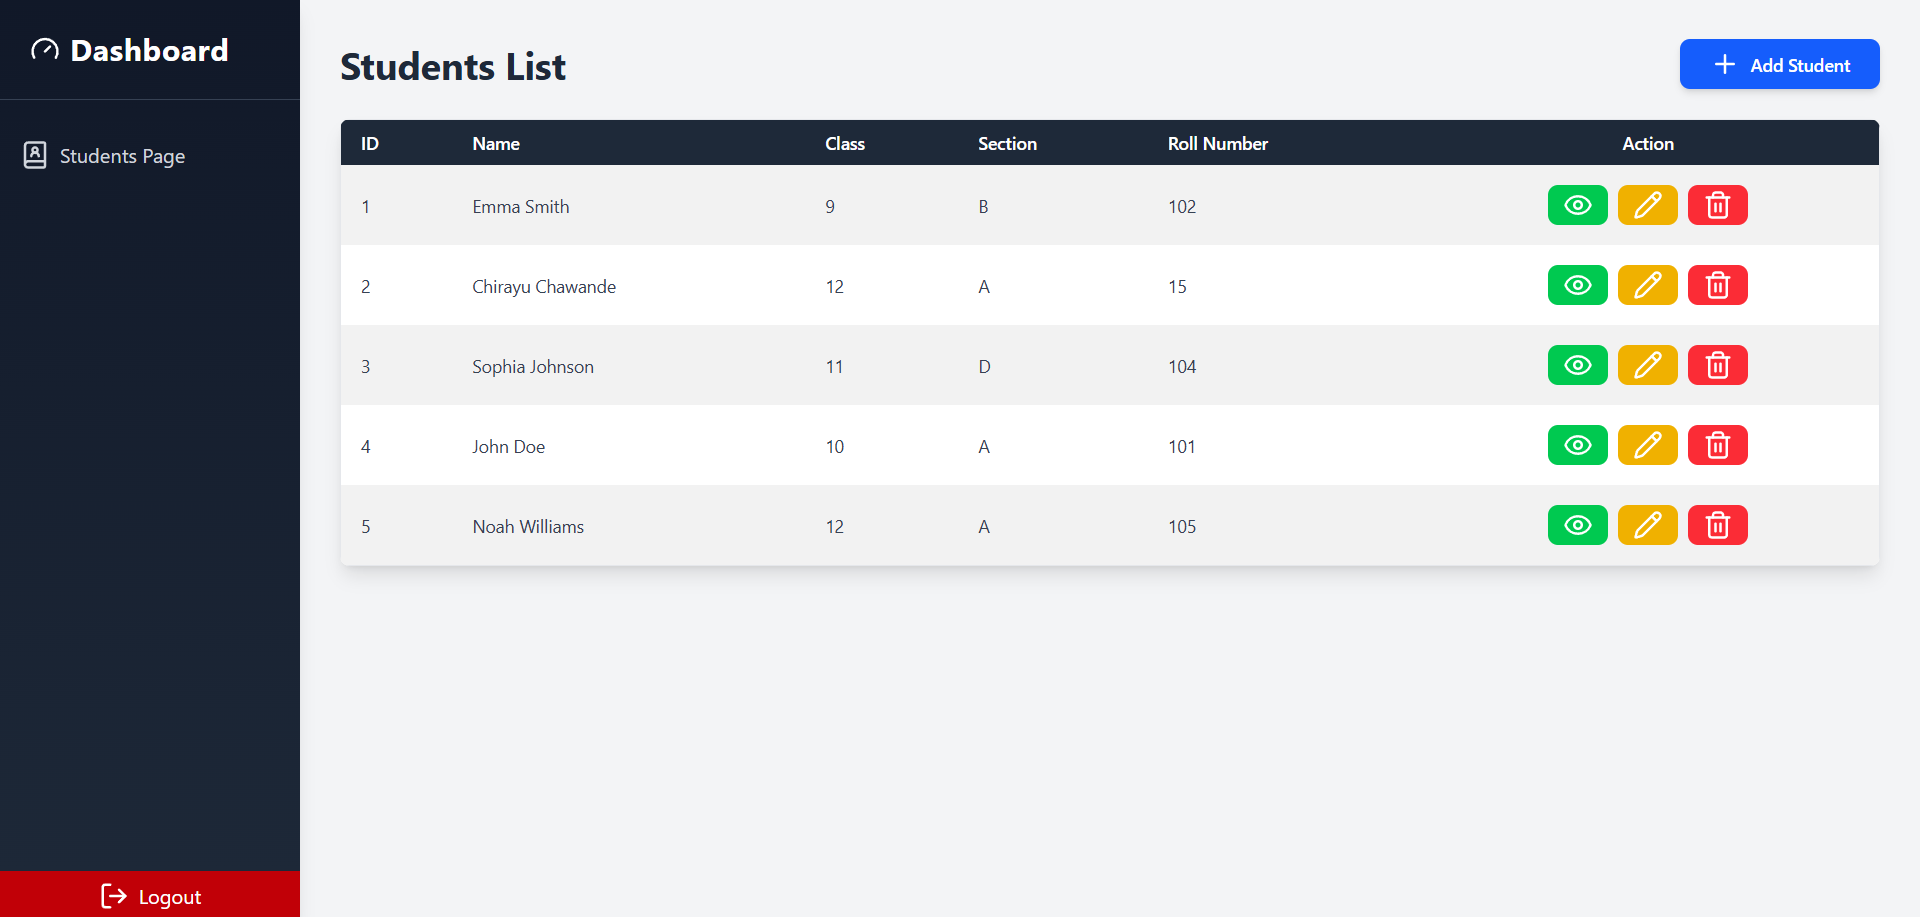 Dashboard
Students Page
Logout
Students List
Add Student
ID Name Class Section Roll Number Action
1 Emma Smith 9 B 102
2 Chirayu Chawande 12 A 15
3 Sophia Johnson 11 D 104
4 John Doe 10 A 101
5 Noah Williams 12 A 105